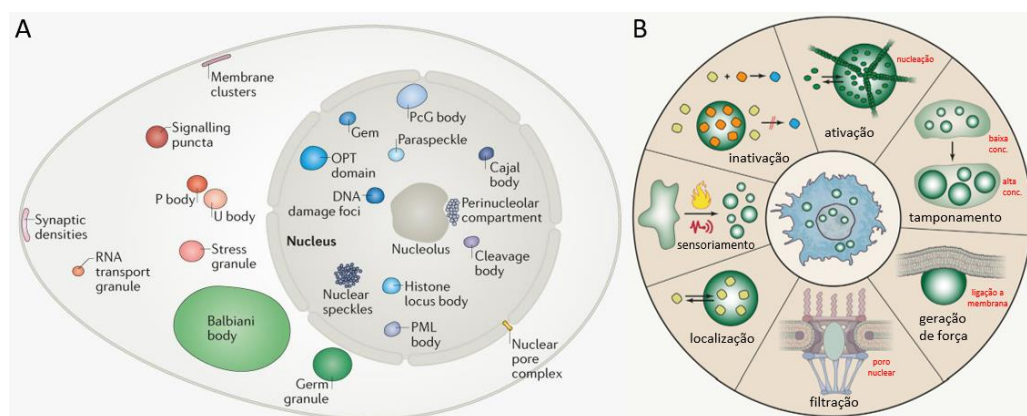 A
Membrane
clusters
Signalling
puncta
P body
U body
Synaptic
densities
RNA
transport
granule
Stress
granule
Balbiani
body
Germ
granule
Nucleus
Gem
PcG body
Paraspeckle
OPT
domain
Cajal
body
DNA
damage foci
Perinucleolar
compartment
Nucleolus
Cleavage
body
Nuclear
speckles
Histone
locus body
PML
body
Nuclear
pore
complex
B
nucleação
ativação
+
inativação
baixa
conc.
alta
conc.
tamponamento
sensoriamento
ligação a
membrana
geração
de força
localização
poro
nuclear
filtração